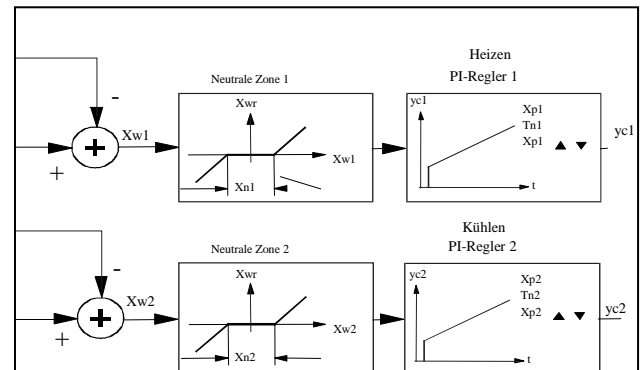 Heizen
Neutrale Zone 1
PI-Regler 1
Xwr
yc1
Xp1
Tn1
Xp1
yc1
-
Xw1
+
+
Xw1
Xn1
t
Kühlen
Neutrale Zone 2
PI-Regler 2
Xwr
yc2
Xp2
Tn2
Xp2
yc2
-
Xw2
+
+
Xw2
Xn2
t